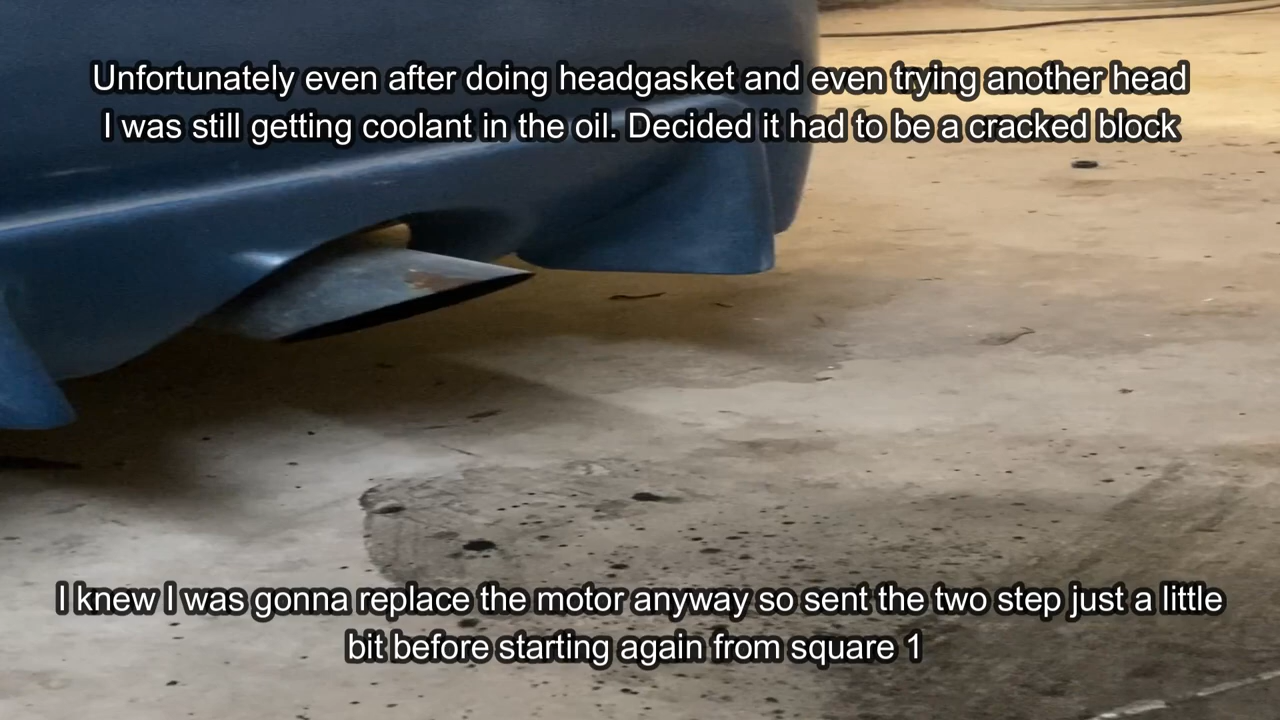 Unfortunately even after doing headgasket and even trying another head
I was still getting coolant in the oil. Decided it had to be a cracked block
I knew I was gonna replace the motor anyway so sent the two step just a little
bit before starting again from square 1